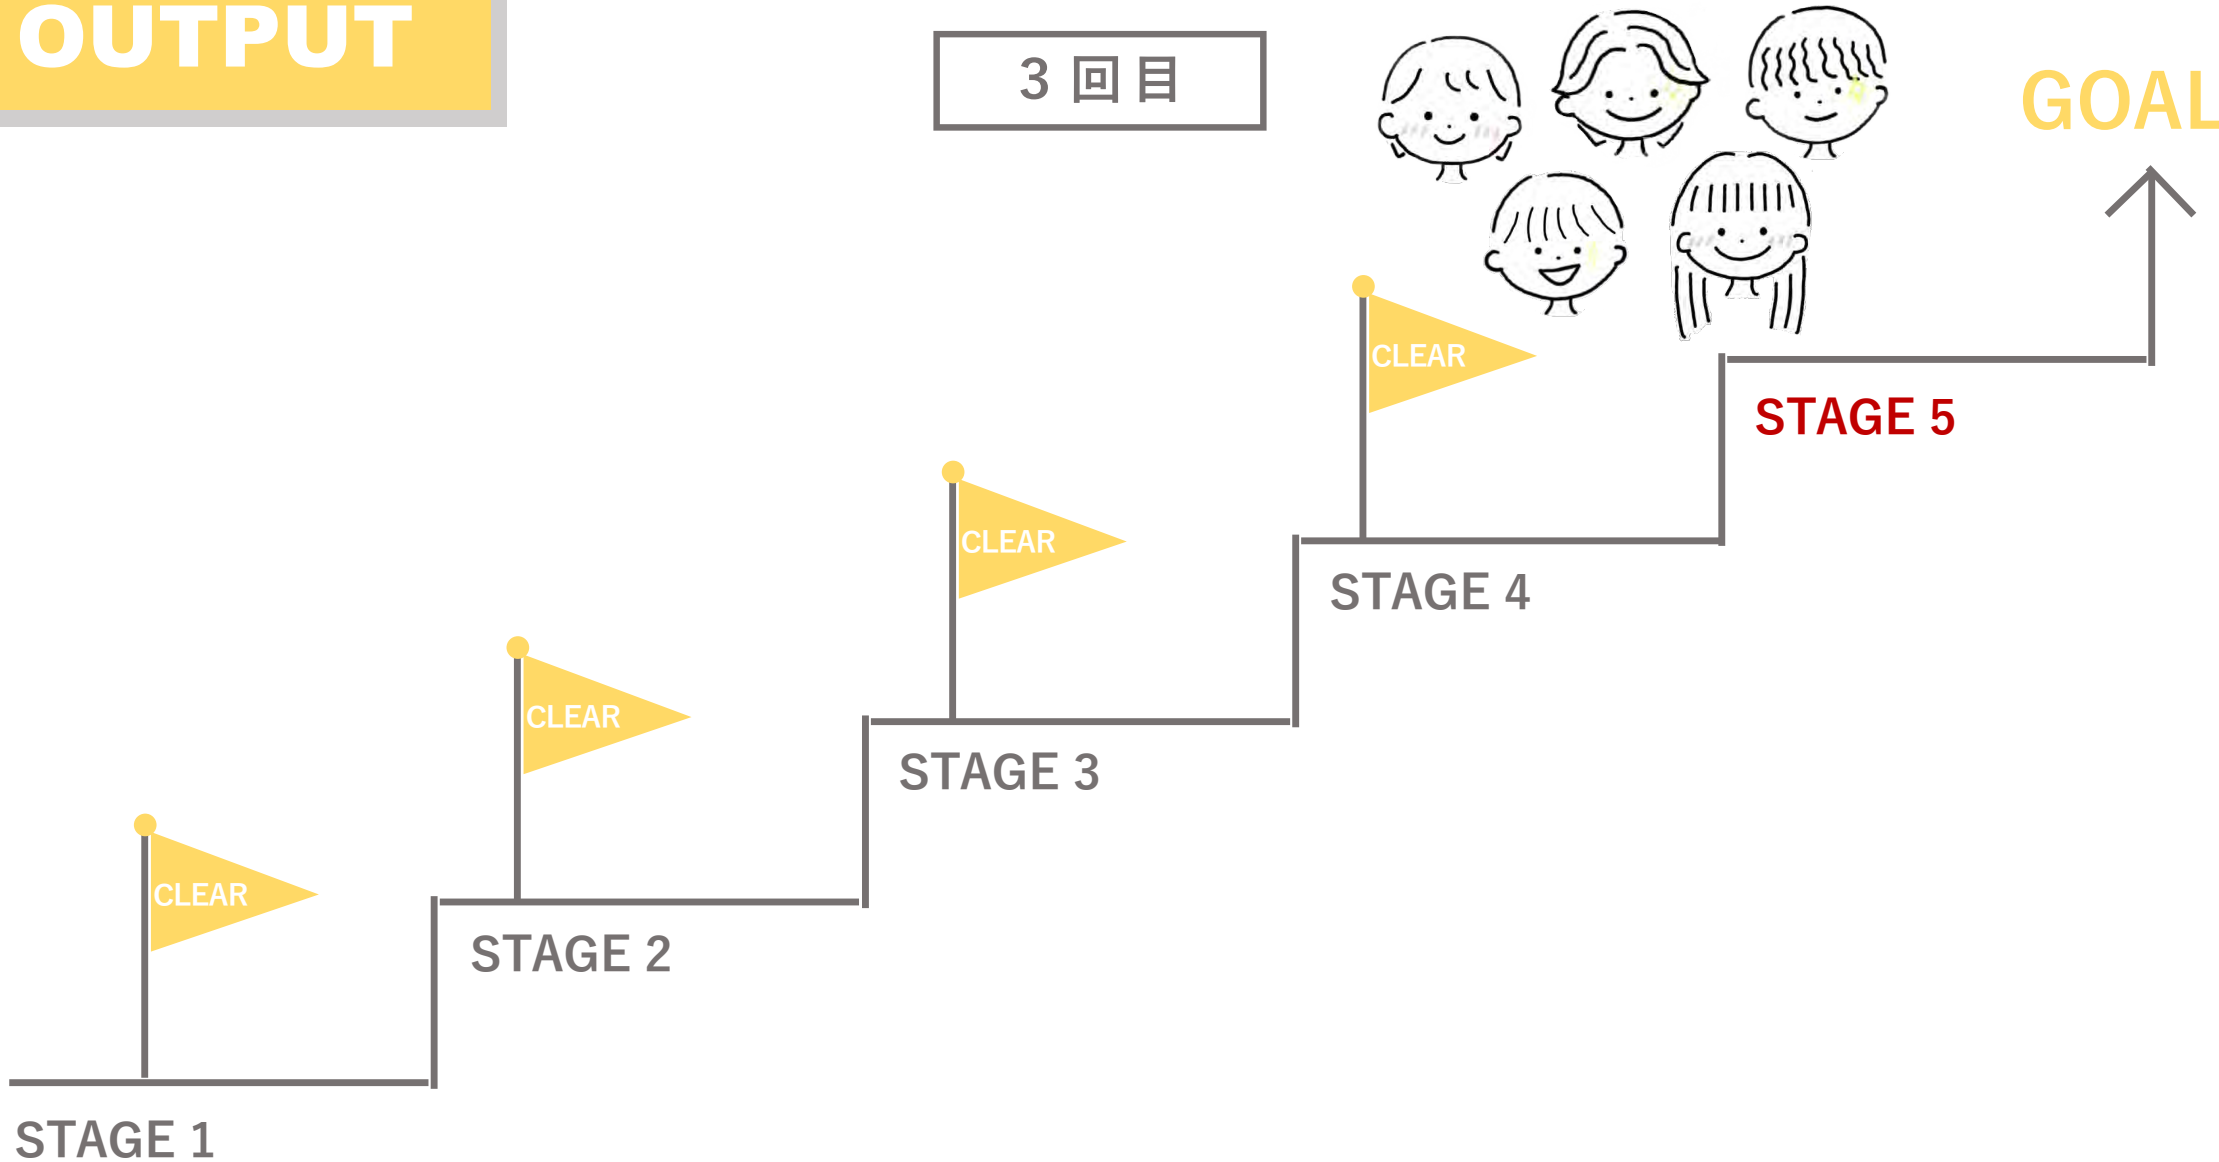 OUTPUT
3回目
GOAL
CLEAR
STAGE 5
CLEAR
STAGE 4
CLEAR
STAGE 3
CLEAR
STAGE 2
CLEAR
STAGE 1